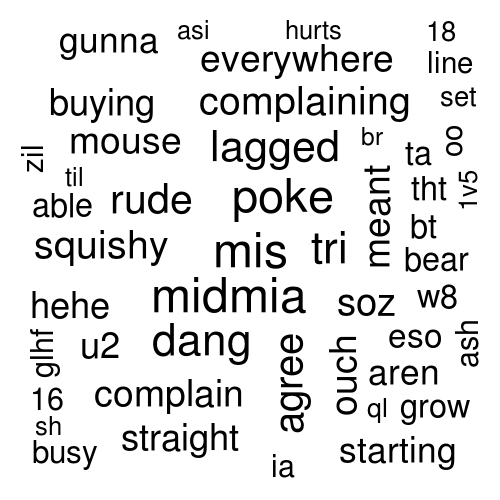 asi hurts 18
gunna everywhere line
buying complaining set
mouse lagged br ta oo
zil til able rude poke meant tht 1v5
squishy mis tri bt bear
hehe midmia soz w8
glhf u2 dang agree ouch eso ash
16 complain aren
sh ql grow
busy straight ia starting